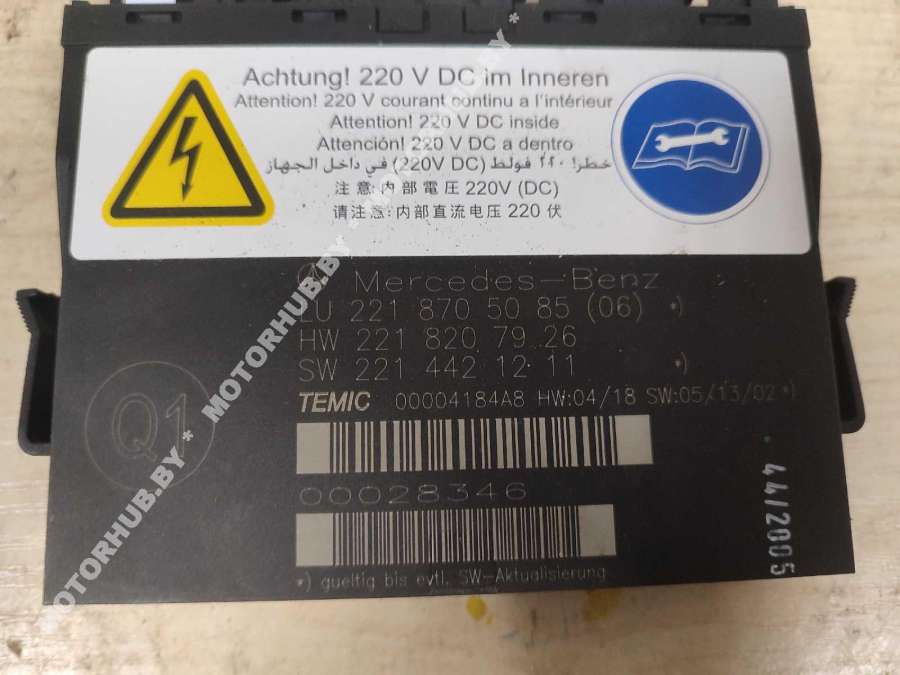 Achtung! 220 V DC im Inneren
Attention! 220 V courant continu a l'intérieur
Attention! 220 V DC inside
Atención! 220 V DC a dentro
خطر! ٢٢٠ فولط (220V DC) في داخل الجهاز
注意:内部電圧 220V (DC)
请注意:内部直流电压 220 伏
Mercedes-Benz
LU 221 870 50 85 (06) *)
HW 221 820 79 26
SW 221 442 12 11 *)
TEMIC 00004184A8 HW:04/18 SW:05/13/02 *)
Q1
00028346
*) gueltig bis evtl. SW-Aktualisierung
44/2005
MOTORHUB.BY * MOTORHUB.BY * MOTORHUB.BY *